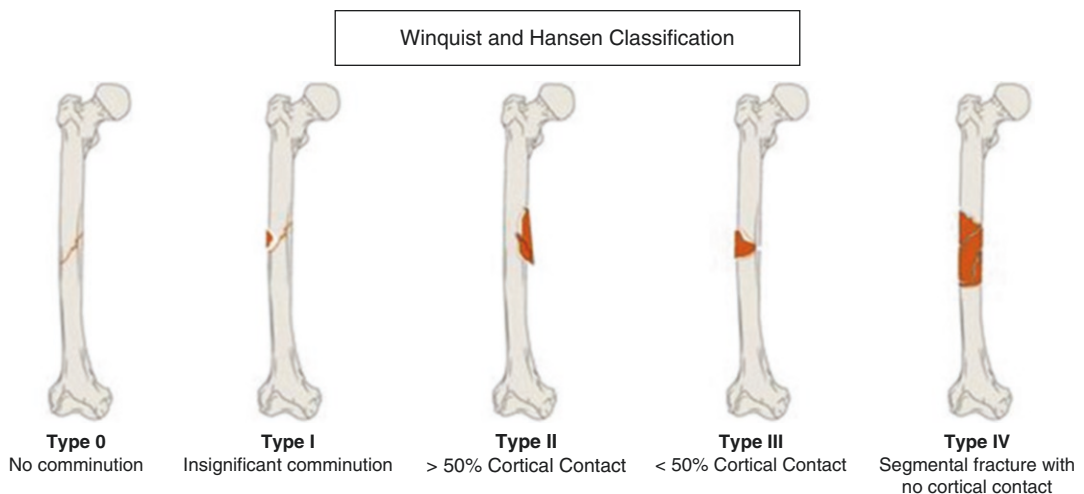 Winquist and Hansen Classification
Type 0
No comminution
Type I
Insignificant comminution
Type II
> 50% Cortical Contact
Type III
< 50% Cortical Contact
Type IV
Segmental fracture with
no cortical contact